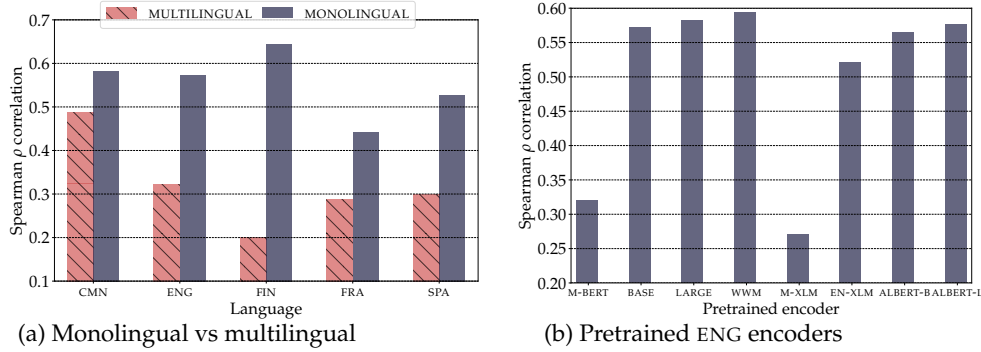 MULTILINGUAL MONOLINGUAL
0.7
0.6
0.5
0.4
0.3
0.2
0.1
Spearman ρ correlation
CMN ENG FIN FRA SPA
Language
(a) Monolingual vs multilingual
0.60
0.55
0.50
0.45
0.40
0.35
0.30
0.25
0.20
Spearman ρ correlation
M-BERT BASE LARGE WWM M-XLM EN-XLM ALBERT-B ALBERT-L
Pretrained encoder
(b) Pretrained ENG encoders